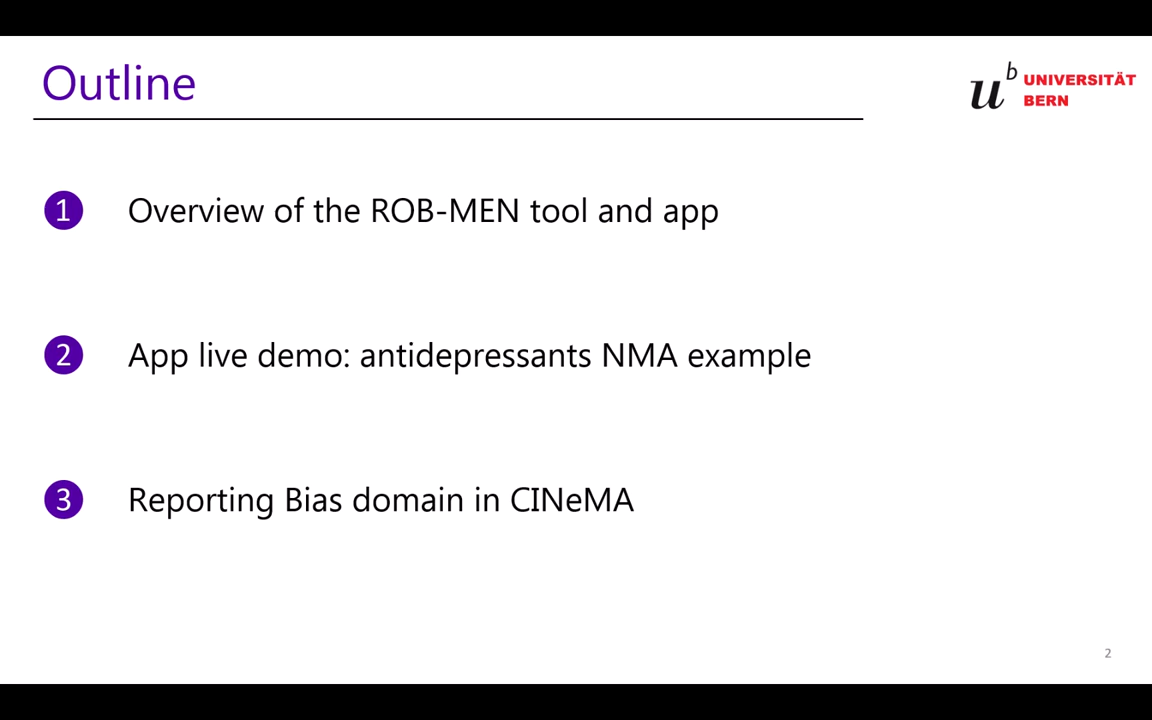 Outline
u
b
UNIVERSITÄT
BERN
1 Overview of the ROB-MEN tool and app
2 App live demo: antidepressants NMA example
3 Reporting Bias domain in CINeMA
2